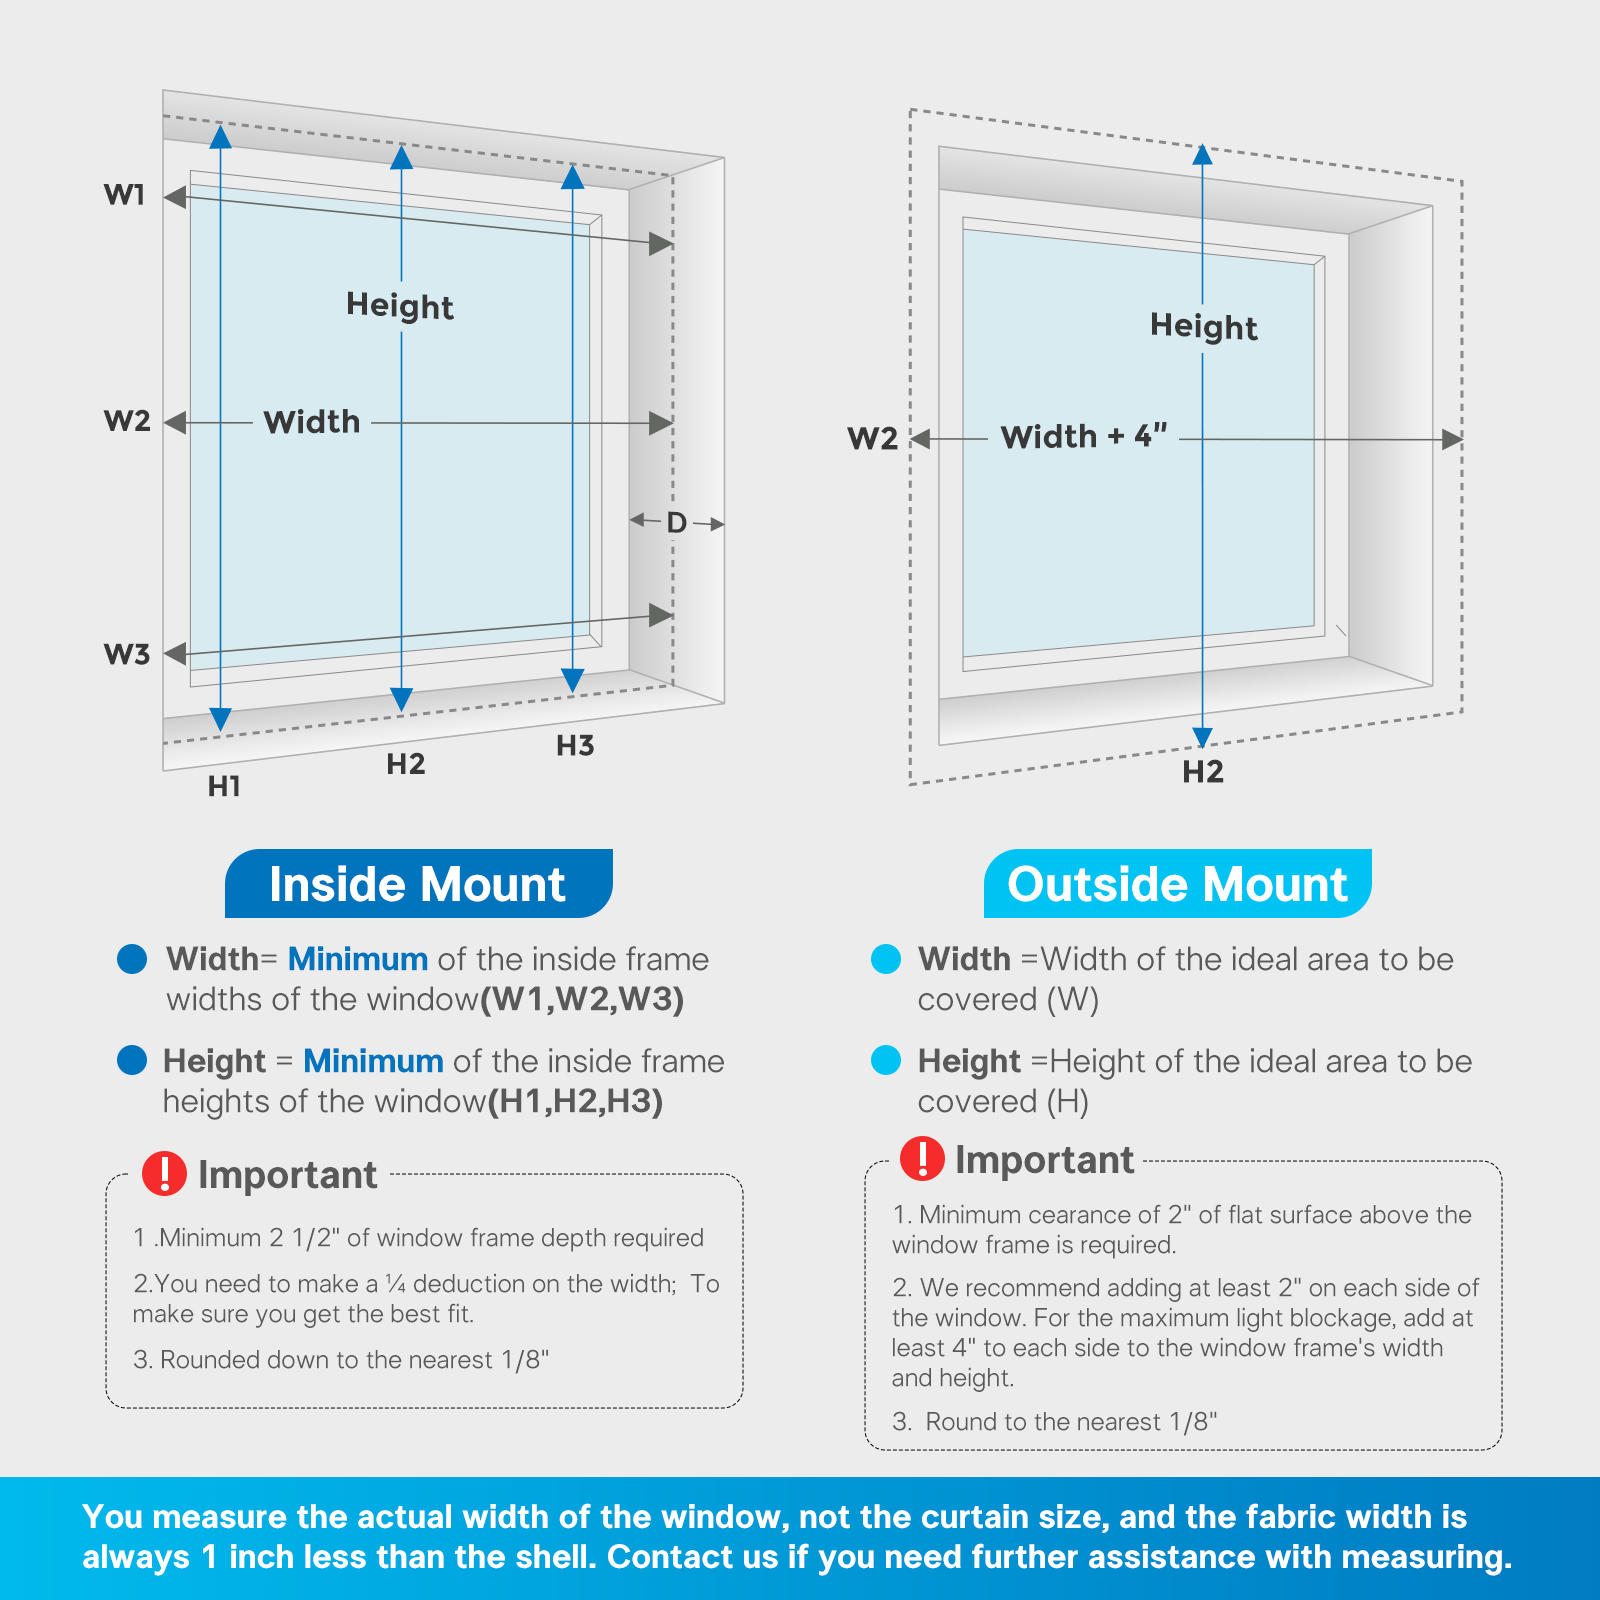 W1
Height
W2
Width
D
W3
H1
H2
H3
Height
W2
Width + 4"
H2
Inside Mount
Width= Minimum of the inside frame
widths of the window(W1,W2,W3)
Height = Minimum of the inside frame
heights of the window(H1,H2,H3)
Important
1 .Minimum 2 1/2" of window frame depth required
2.You need to make a ¼ deduction on the width;  To
make sure you get the best fit.
3. Rounded down to the nearest 1/8"
Outside Mount
Width =Width of the ideal area to be
covered (W)
Height =Height of the ideal area to be
covered (H)
Important
1. Minimum cearance of 2" of flat surface above the
window frame is required.
2. We recommend adding at least 2" on each side of
the window. For the maximum light blockage, add at
least 4" to each side to the window frame's width
and height.
3.  Round to the nearest 1/8"
You measure the actual width of the window, not the curtain size, and the fabric width is
always 1 inch less than the shell. Contact us if you need further assistance with measuring.